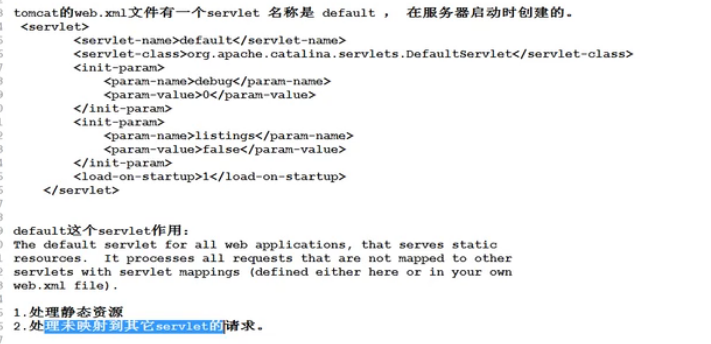 tomcat的web.xml文件有一个servlet 名称是 default ， 在服务器启动时创建的。
<servlet>
<servlet-name>default</servlet-name>
<servlet-class>org.apache.catalina.servlets.DefaultServlet</servlet-class>
<init-param>
<param-name>debug</param-name>
<param-value>0</param-value>
</init-param>
<init-param>
<param-name>listings</param-name>
<param-value>false</param-value>
</init-param>
<load-on-startup>1</load-on-startup>
</servlet>
default这个servlet作用：
The default servlet for all web applications, that serves static
resources.  It processes all requests that are not mapped to other
servlets with servlet mappings (defined either here or in your own
web.xml file).
1.处理静态资源
2.处理未映射到其它servlet的请求。